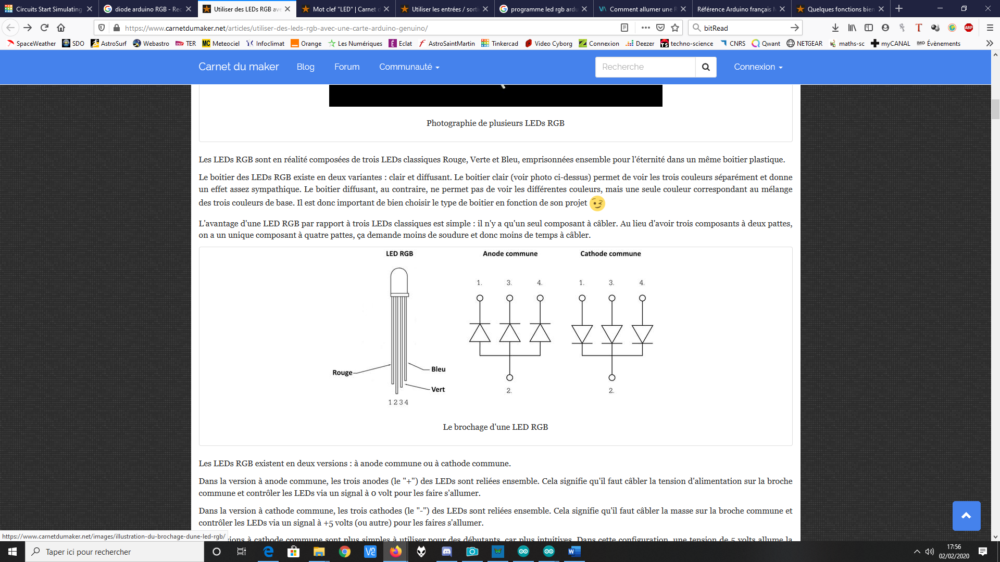 Circuits Start Simulating
diode arduino RGB - Rec
Utiliser des LEDs RGB ave
Mot clef "LED" | Carnet d
Utiliser les entrées / sorti
programme led rgb ardu
Comment allumer une R
Référence Arduino français M
Quelques fonctions bien
https://www.carnetdumaker.net/articles/utiliser-des-leds-rgb-avec-une-carte-arduino-genuino/
bitRead
SpaceWeather SDO AstroSurf Webastro TER Meteociel Infoclimat Orange Les Numériques Eclat AstroSaintMartin Tinkercad Video Cyborg Connexion Deezer techno-science CNRS Qwant NETGEAR maths-sc myCANAL Évènements
Carnet du maker Blog Forum Communauté Recherche Connexion
Photographie de plusieurs LEDs RGB
Les LEDs RGB sont en réalité composées de trois LEDs classiques Rouge, Verte et Bleu, emprisonnées ensemble pour l'éternité dans un même boitier plastique.
Le boitier des LEDs RGB existe en deux variantes : clair et diffusant. Le boitier clair (voir photo ci-dessus) permet de voir les trois couleurs séparément et donne
un effet assez sympathique. Le boitier diffusant, au contraire, ne permet pas de voir les différentes couleurs, mais une seule couleur correspondant au mélange
des trois couleurs de base. Il est donc important de bien choisir le type de boitier en fonction de son projet
L'avantage d'une LED RGB par rapport à trois LEDs classiques est simple : il n'y a qu'un seul composant à câbler. Au lieu d'avoir trois composants à deux pattes,
on a un unique composant à quatre pattes, ça demande moins de soudure et donc moins de temps à câbler.
LED RGB Anode commune Cathode commune
1. 3. 4. 1. 3. 4.
Rouge
Bleu
Vert
2. 2.
1 2 3 4
Le brochage d'une LED RGB
Les LEDs RGB existent en deux versions : à anode commune ou à cathode commune.
Dans la version à anode commune, les trois anodes (le "+") des LEDs sont reliées ensemble. Cela signifie qu'il faut câbler la tension d'alimentation sur la broche
commune et contrôler les LEDs via un signal à 0 volt pour les faire s'allumer.
Dans la version à cathode commune, les trois cathodes (le "-") des LEDs sont reliées ensemble. Cela signifie qu'il faut câbler la masse sur la broche commune et
contrôler les LEDs via un signal à +5 volts (ou autre) pour les faires s'allumer.
sions à cathode commune sont plus simples à utiliser pour des débutants, car plus intuitives. Dans cette configuration, une tension de 5 volts allume la
https://www.carnetdumaker.net/images/illustration-du-brochage-dune-led-rgb/
Taper ici pour rechercher
17:56
02/02/2020